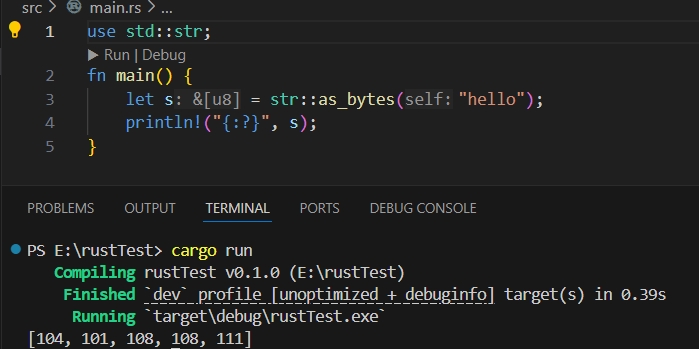 src > main.rs > ...
1 use std::str;
Run | Debug
2 fn main() {
3 let s: &[u8] = str::as_bytes(self: "hello");
4 println!("{:?}", s);
5 }
PROBLEMS OUTPUT TERMINAL PORTS DEBUG CONSOLE
PS E:\rustTest> cargo run
Compiling rustTest v0.1.0 (E:\rustTest)
Finished `dev` profile [unoptimized + debuginfo] target(s) in 0.39s
Running `target\debug\rustTest.exe`
[104, 101, 108, 108, 111]